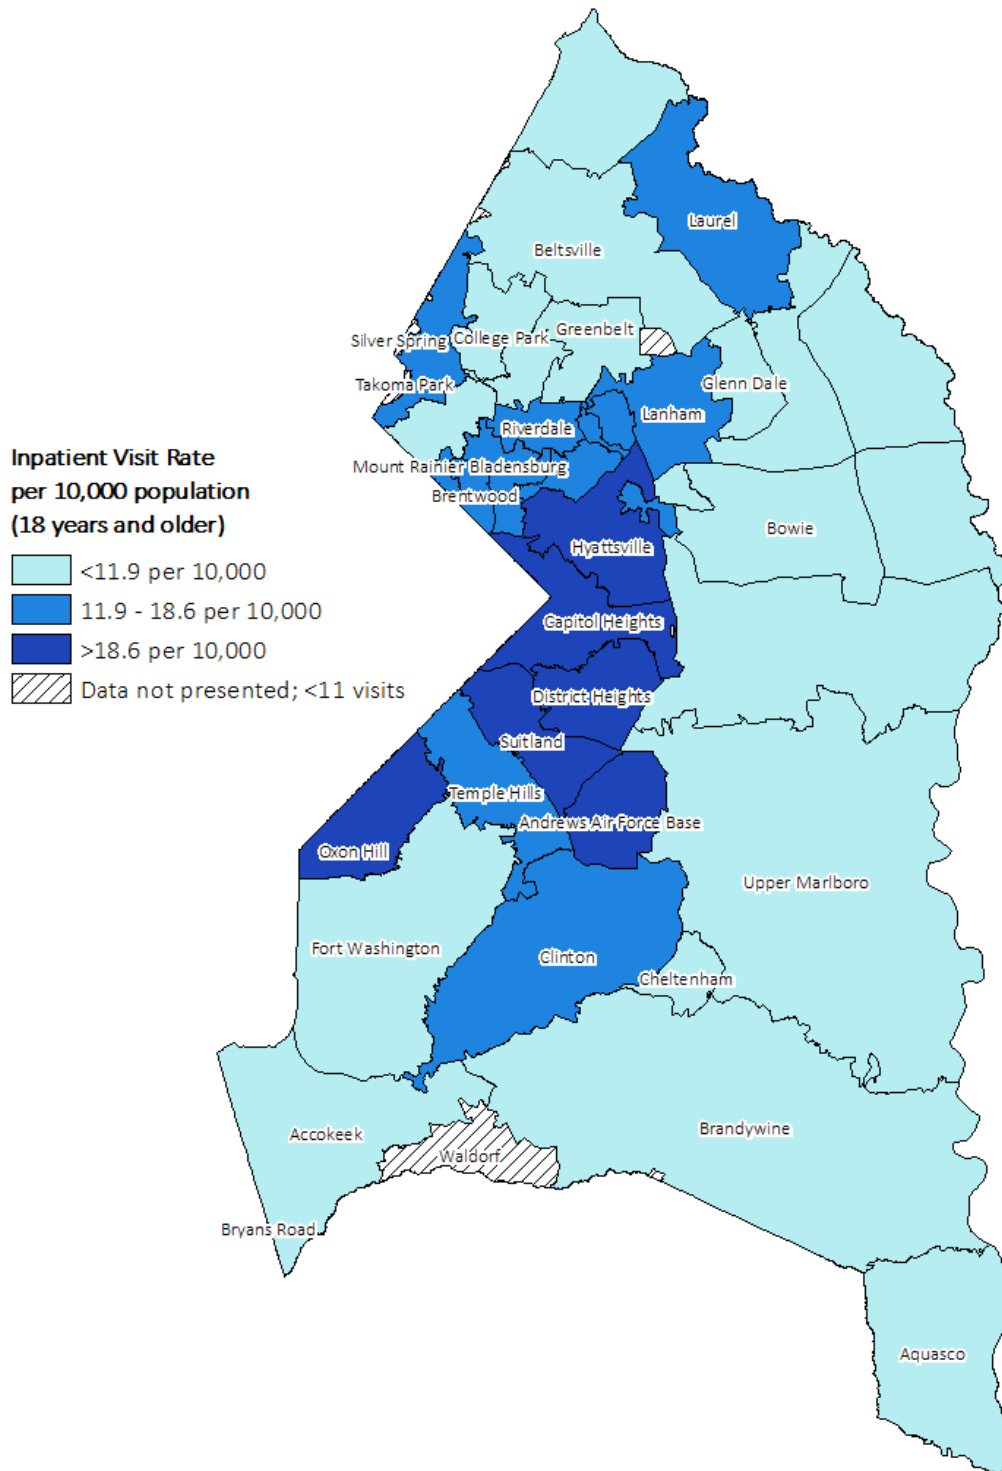 Laurel
Beltsville
Silver Spring
College Park
Greenbelt
Takoma Park
Glenn Dale
Lanham
Riverdale
Mount Rainier
Bladensburg
Brentwood
Bowie
Hyattsville
Capitol Heights
District Heights
Suitland
Temple Hills
Andrews Air Force Base
Oxon Hill
Upper Marlboro
Fort Washington
Clinton
Cheltenham
Accokeek
Brandywine
Waldorf
Bryans Road
Aquasco
Inpatient Visit Rate
per 10,000 population
(18 years and older)
<11.9 per 10,000
11.9 - 18.6 per 10,000
>18.6 per 10,000
Data not presented; <11 visits